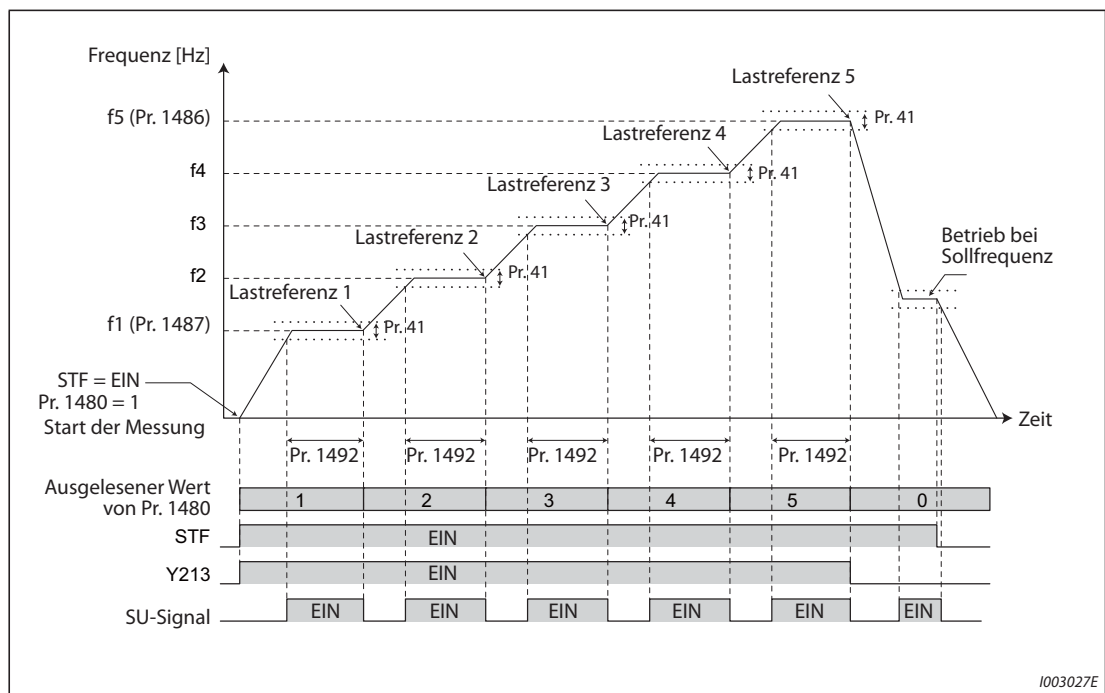 Frequenz [Hz]
Lastreferenz 5
f5 (Pr. 1486)
Pr. 41
Lastreferenz 4
f4
Pr. 41
Lastreferenz 3
f3
Pr. 41
Betrieb bei
Sollfrequenz
Lastreferenz 2
f2
Pr. 41
Lastreferenz 1
f1 (Pr. 1487)
Pr. 41
STF = EIN
Pr. 1480 = 1
Start der Messung
Zeit
Pr. 1492 Pr. 1492 Pr. 1492 Pr. 1492 Pr. 1492
Ausgelesener Wert
von Pr. 1480
1 2 3 4 5 0
STF EIN
Y213 EIN
SU-Signal EIN EIN EIN EIN EIN EIN
I003027E